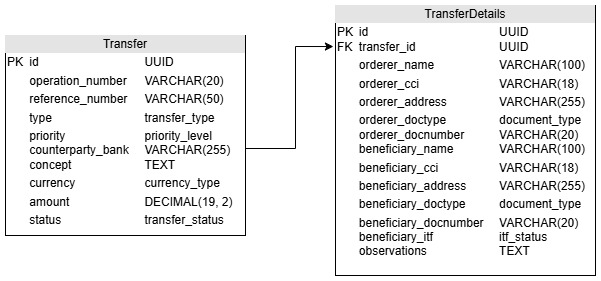 Transfer
PK id UUID
operation_number VARCHAR(20)
reference_number VARCHAR(50)
type transfer_type
priority priority_level
counterparty_bank VARCHAR(255)
concept TEXT
currency currency_type
amount DECIMAL(19, 2)
status transfer_status
TransferDetails
PK id UUID
FK transfer_id UUID
orderer_name VARCHAR(100)
orderer_cci VARCHAR(18)
orderer_address VARCHAR(255)
orderer_doctype document_type
orderer_docnumber VARCHAR(20)
beneficiary_name VARCHAR(100)
beneficiary_cci VARCHAR(18)
beneficiary_address VARCHAR(255)
beneficiary_doctype document_type
beneficiary_docnumber VARCHAR(20)
beneficiary_itf itf_status
observations TEXT